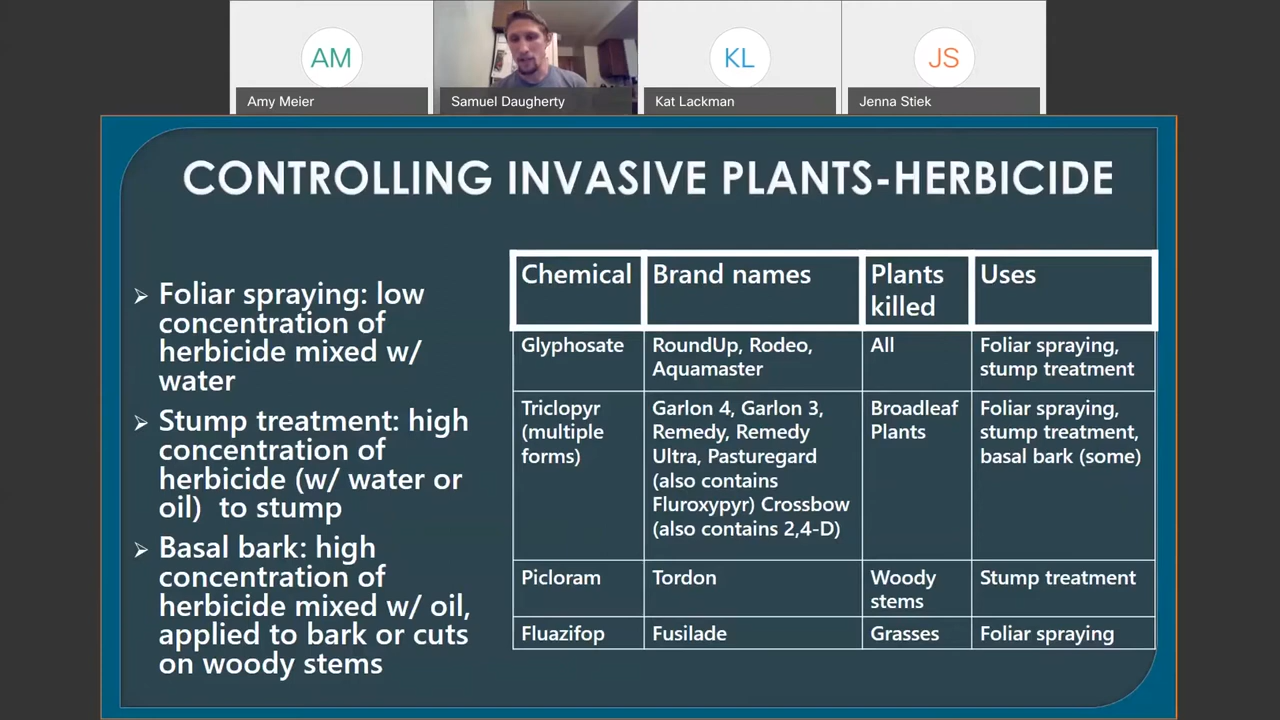 AM
KL
JS
Amy Meier
Samuel Daugherty
Kat Lackman
Jenna Stiek
CONTROLLING INVASIVE PLANTS-HERBICIDE
➢ Foliar spraying: low
concentration of
herbicide mixed w/
water
➢ Stump treatment: high
concentration of
herbicide (w/ water or
oil) to stump
➢ Basal bark: high
concentration of
herbicide mixed w/ oil,
applied to bark or cuts
on woody stems
Chemical
Brand names
Plants
killed
Uses
Glyphosate
RoundUp, Rodeo,
Aquamaster
All
Foliar spraying,
stump treatment
Triclopyr
(multiple
forms)
Garlon 4, Garlon 3,
Remedy, Remedy
Ultra, Pasturegard
(also contains
Fluroxypyr) Crossbow
(also contains 2,4-D)
Broadleaf
Plants
Foliar spraying,
stump treatment,
basal bark (some)
Picloram
Tordon
Woody
stems
Stump treatment
Fluazifop
Fusilade
Grasses
Foliar spraying